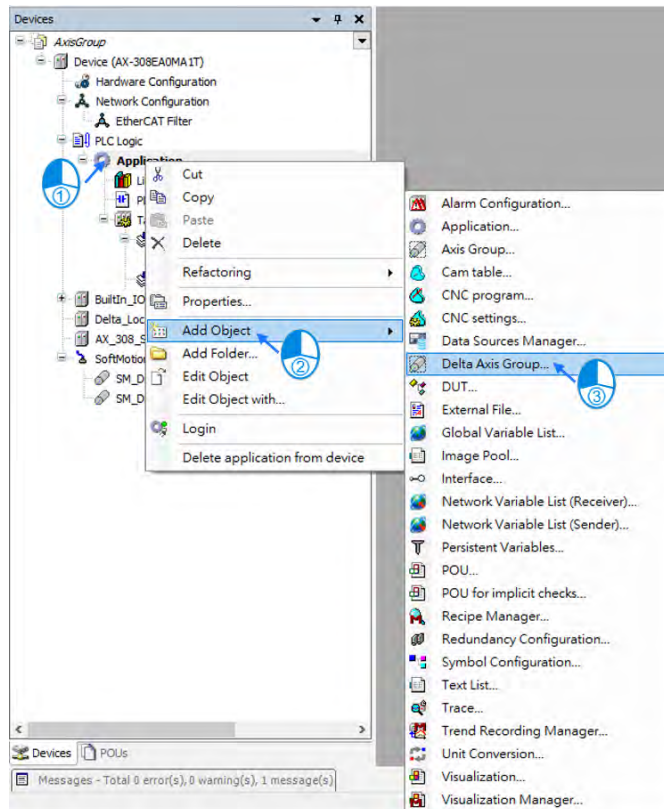 Devices
AxisGroup
Device (AX-308EA0MA1T)
Hardware Configuration
Network Configuration
EtherCAT Filter
PLC Logic
Application
①
BuiltIn_IO
Delta_Loc
AX_308_S
SoftMotion
SM_D
SM_D
Cut
Copy
Paste
Delete
Refactoring
Properties...
Add Object
②
Add Folder...
Edit Object
Edit Object with...
Login
Delete application from device
Alarm Configuration...
Application...
Axis Group...
Cam table...
CNC program...
CNC settings...
Data Sources Manager...
Delta Axis Group...
③
DUT...
External File...
Global Variable List...
Image Pool...
Interface...
Network Variable List (Receiver)...
Network Variable List (Sender)...
Persistent Variables...
POU...
POU for implicit checks...
Recipe Manager...
Redundancy Configuration...
Symbol Configuration...
Text List...
Trace...
Trend Recording Manager...
Unit Conversion...
Visualization...
Visualization Manager...
Devices
POUs
Messages - Total 0 error(s), 0 warning(s), 1 message(s)